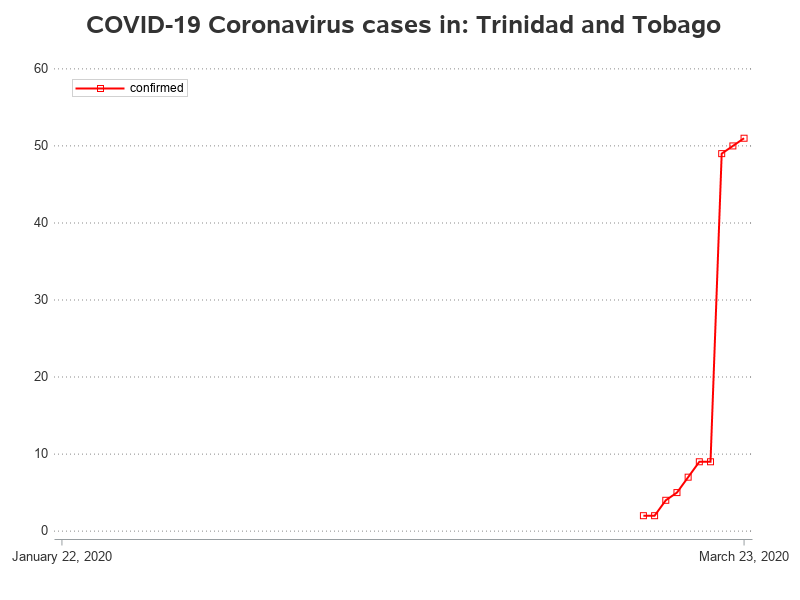 COVID-19 Coronavirus cases in: Trinidad and Tobago
60
confirmed
50
40
30
20
10
0
January 22, 2020
March 23, 2020